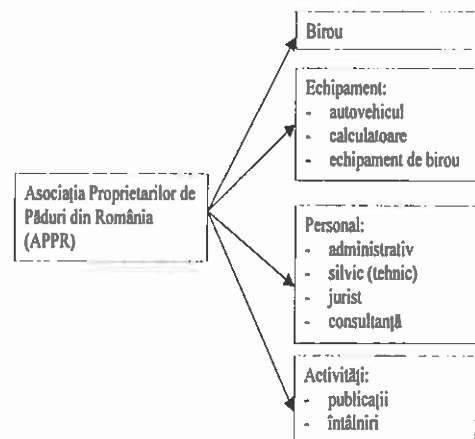 Birou
Echipament:
- autovehicul
- calculatoare
- echipament de birou
Asociația Proprietarilor de
Păduri din România
(APPR)
Personal:
- administrativ
- silvic (tehnic)
- jurist
- consultanță
Activități:
- publicații
- întâlniri